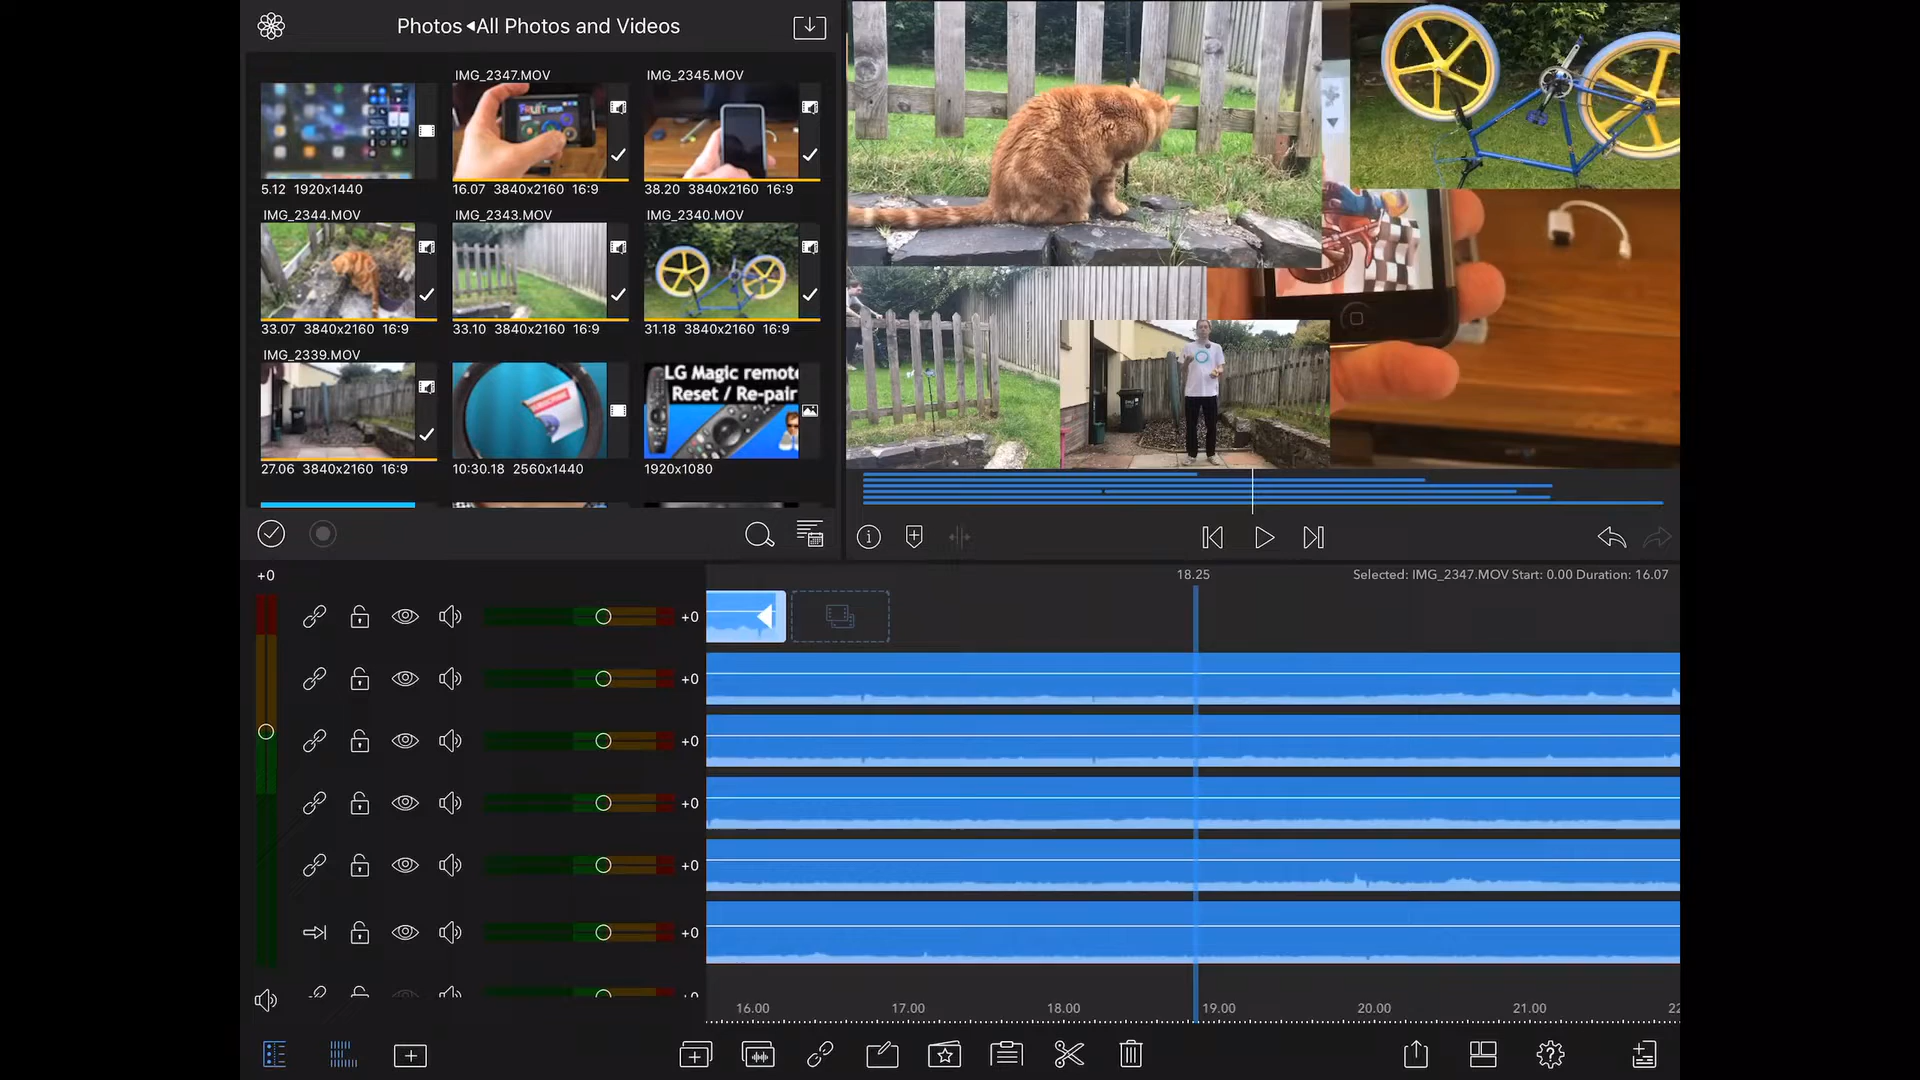 Photos ◂All Photos and Videos
IMG_2347.MOV
IMG_2345.MOV
FRUIT
5.12 1920x1440
16.07 3840x2160 16:9
38.20 3840x2160 16:9
IMG_2344.MOV
IMG_2343.MOV
IMG_2340.MOV
33.07 3840x2160 16:9
33.10 3840x2160 16:9
31.18 3840x2160 16:9
IMG_2339.MOV
SUBSCRIBE
LG Magic remote
Reset / Re-pair
27.06 3840x2160 16:9
10:30.18 2560x1440
1920x1080
+0
18.25
Selected: IMG_2347.MOV Start: 0.00 Duration: 16.07
+0
+0
+0
+0
+0
+0
16.00 17.00 18.00 19.00 20.00 21.00